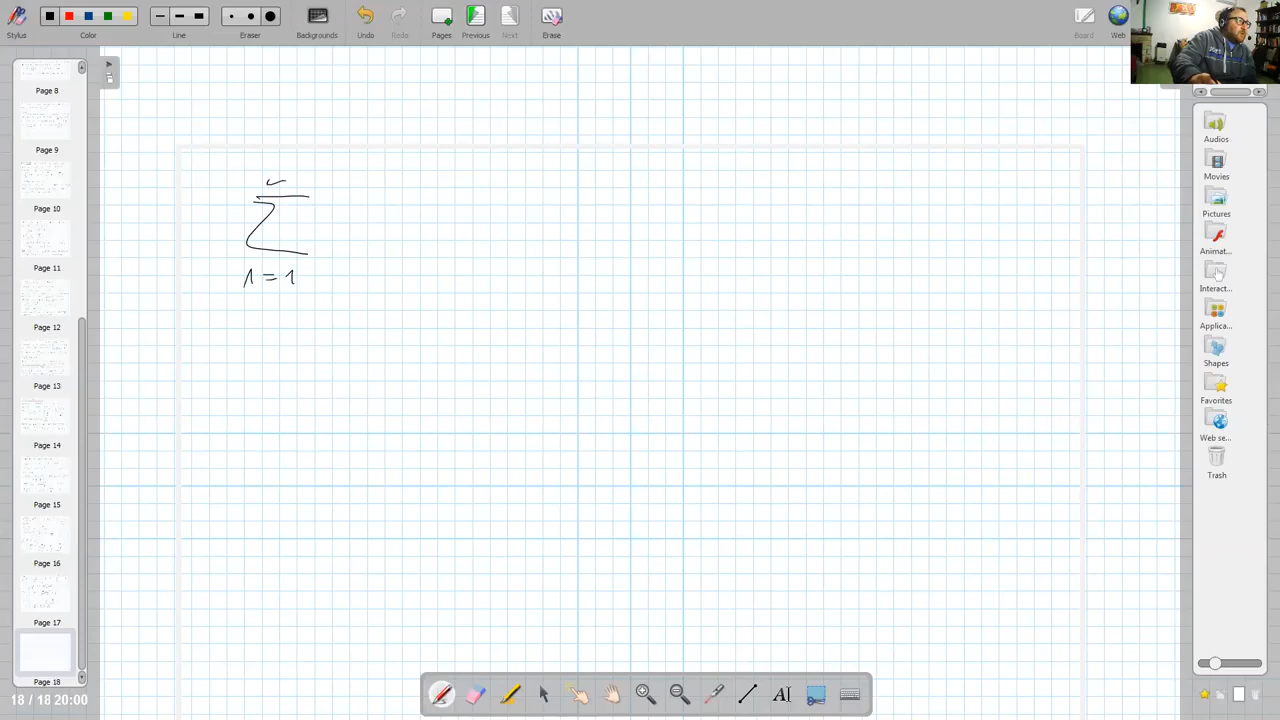 Stylus
Color
Line
Eraser
Backgrounds
Undo
Redo
Pages
Previous
Next
Erase
Board
Web
Page 8
Page 9
Page 10
Page 11
Page 12
Page 13
Page 14
Page 15
Page 16
Page 17
Page 18
18 / 18 20:00
Σ
1 = 1
Audios
Movies
Pictures
Animat...
Interact...
Applica...
Shapes
Favorites
Web se...
Trash